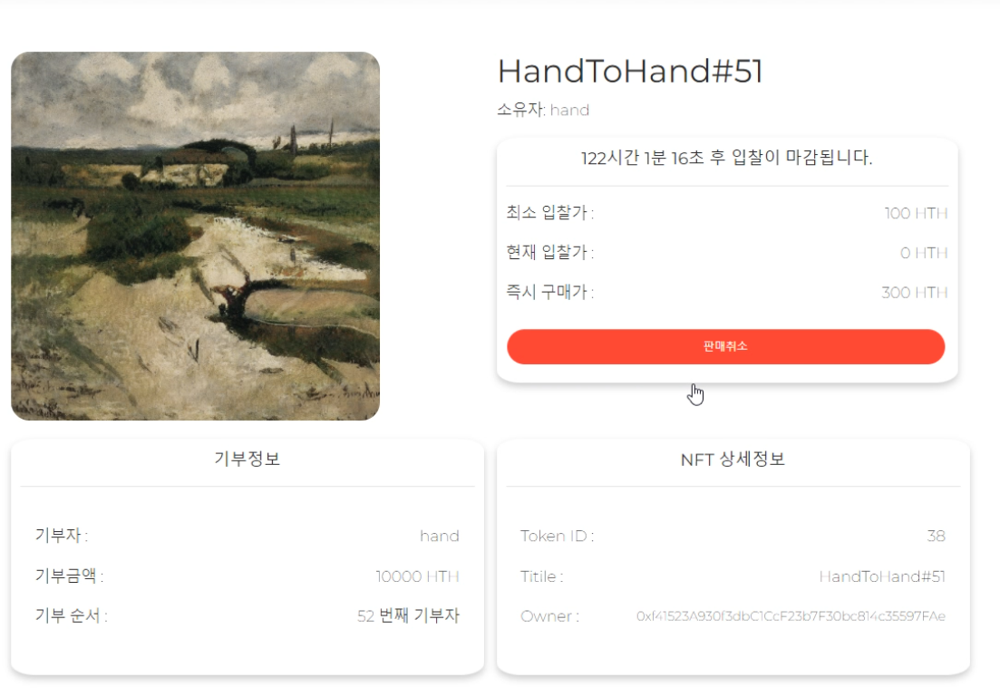 HandToHand#51
소유자: hand
122시간 1분 16초 후 입찰이 마감됩니다.
최소 입찰가 : 100 HTH
현재 입찰가 : 0 HTH
즉시 구매가 : 300 HTH
판매취소
기부정보
기부자 : hand
기부금액 : 10000 HTH
기부 순서 : 52 번째 기부자
NFT 상세정보
Token ID : 38
Titile : HandToHand#51
Owner : 0xf41523A930f3dbC1CcF23b7F30bc814c35597FAe